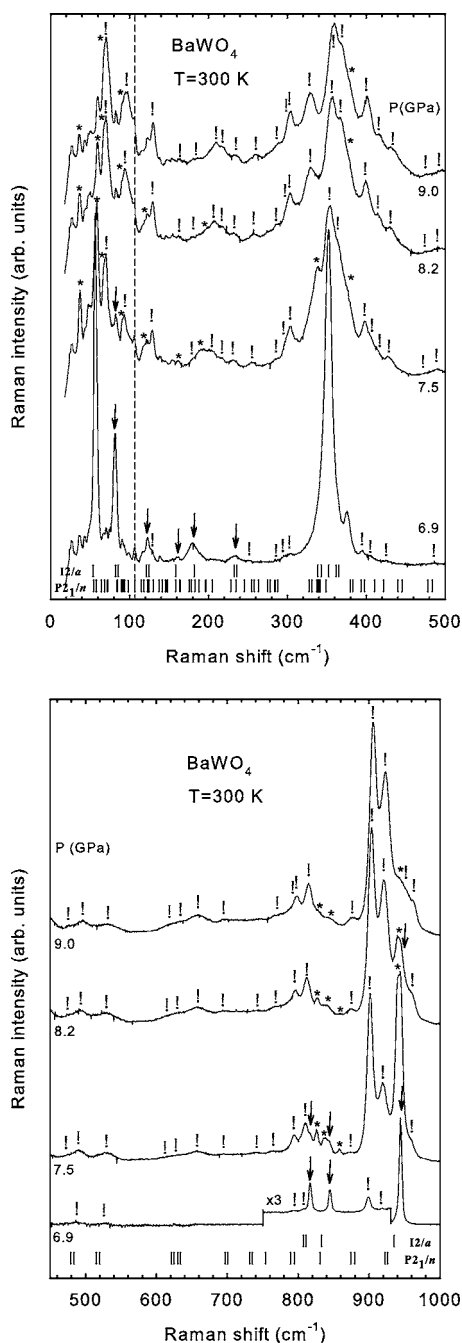 BaWO4
T=300 K
P(GPa)
9.0
8.2
7.5
6.9
I2/a
P21/n
0 100 200 300 400 500
Raman shift (cm-1)
Raman intensity (arb. units)
BaWO4
T=300 K
P (GPa)
9.0
8.2
7.5
6.9
x3
I2/a
P21/n
500 600 700 800 900 1000
Raman shift (cm-1)
Raman intensity (arb. units)